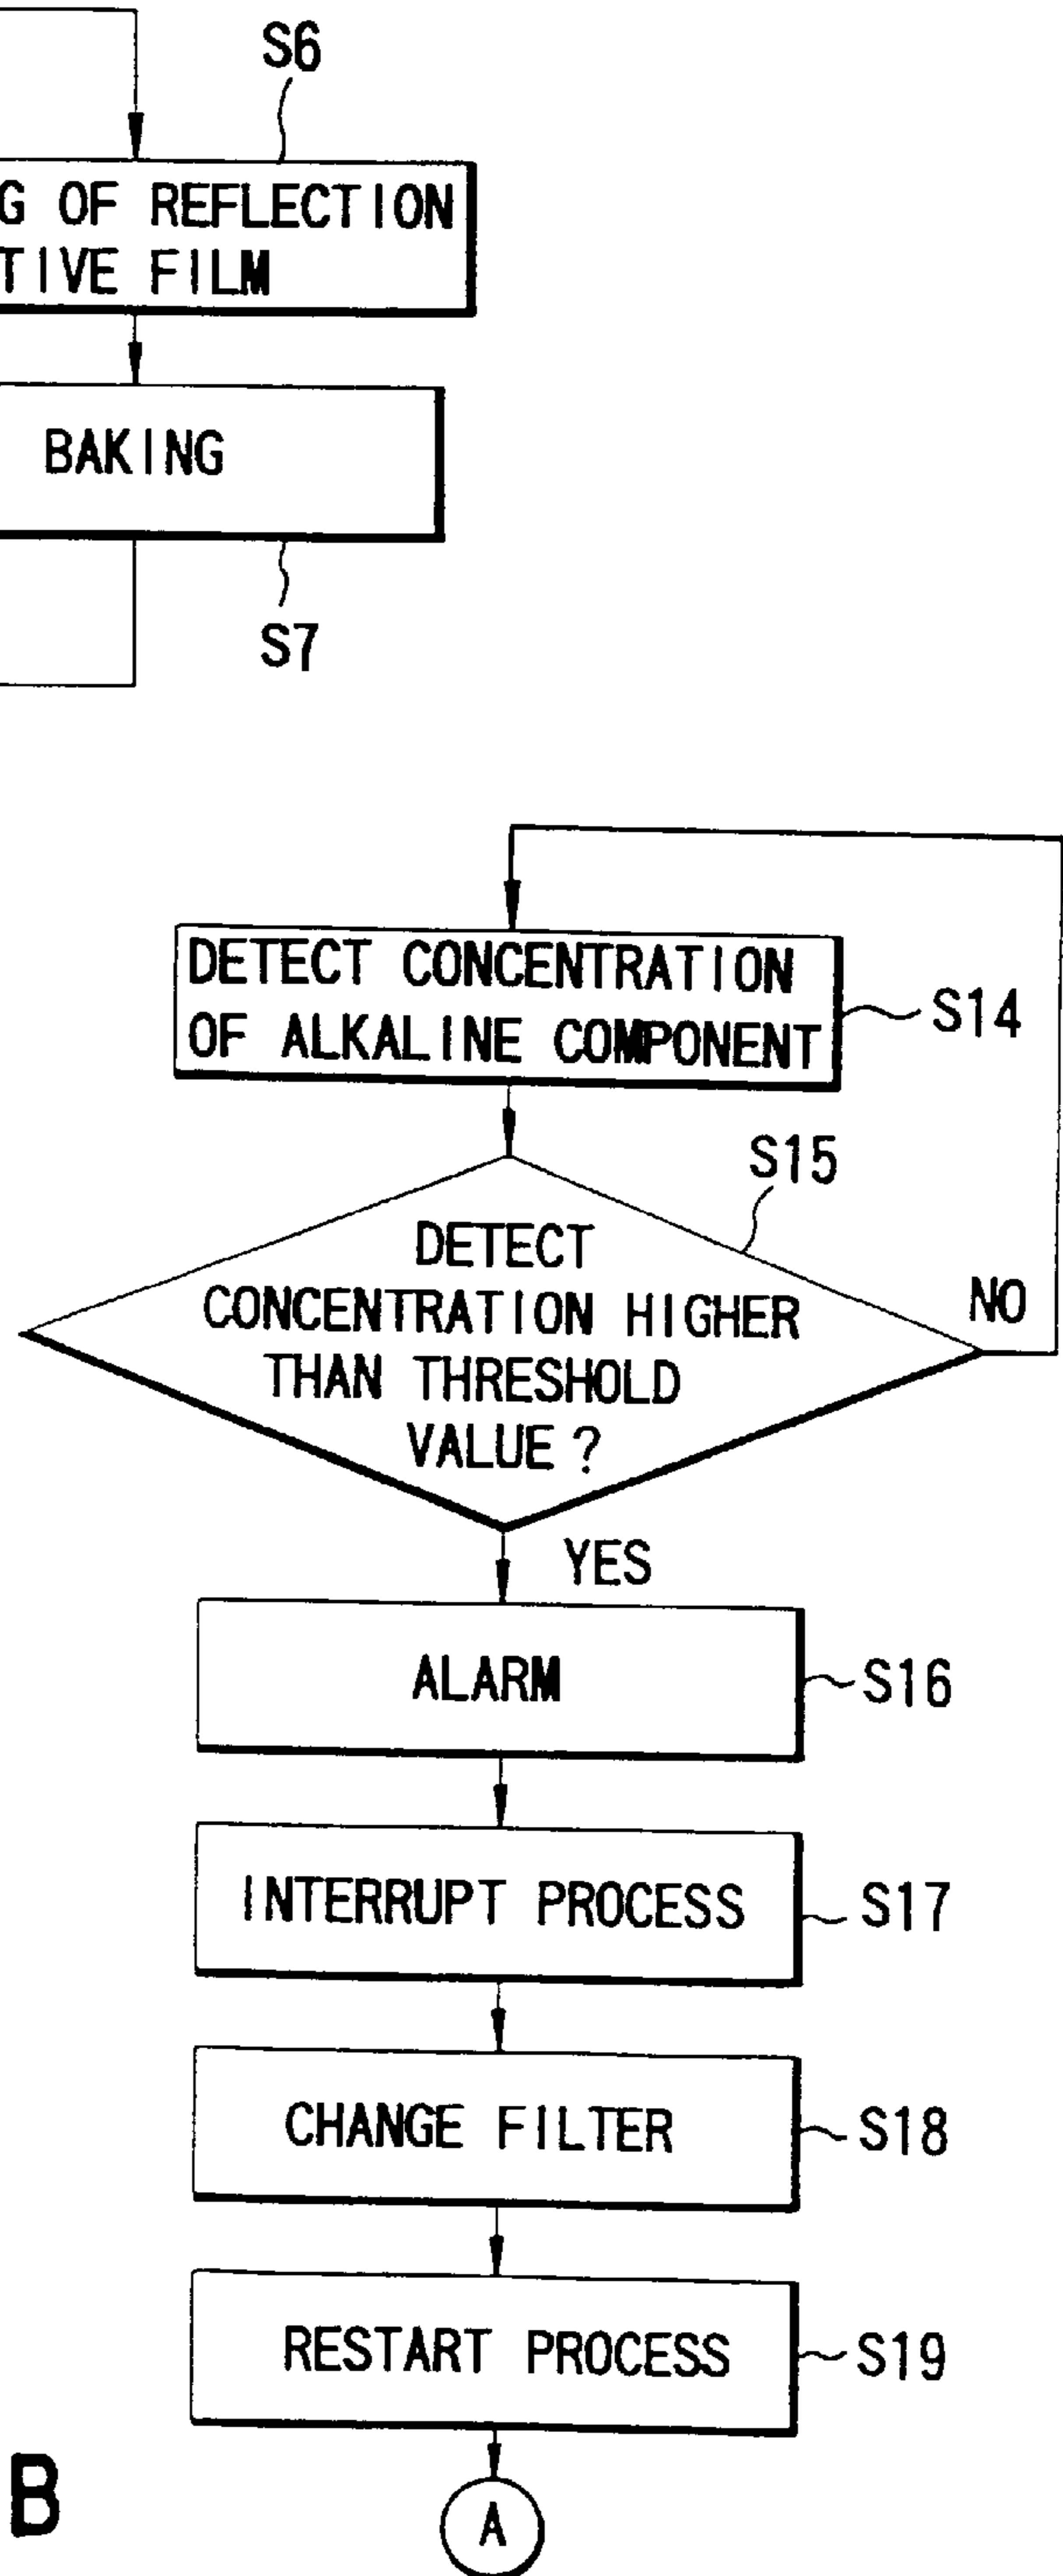 S6
G OF REFLECTION
TIVE FILM
BAKING
S7
DETECT CONCENTRATION
OF ALKALINE COMPONENT
S14
S15
DETECT
CONCENTRATION HIGHER
THAN THRESHOLD
VALUE?
NO
YES
ALARM
S16
INTERRUPT PROCESS
S17
CHANGE FILTER
S18
RESTART PROCESS
S19
B
A